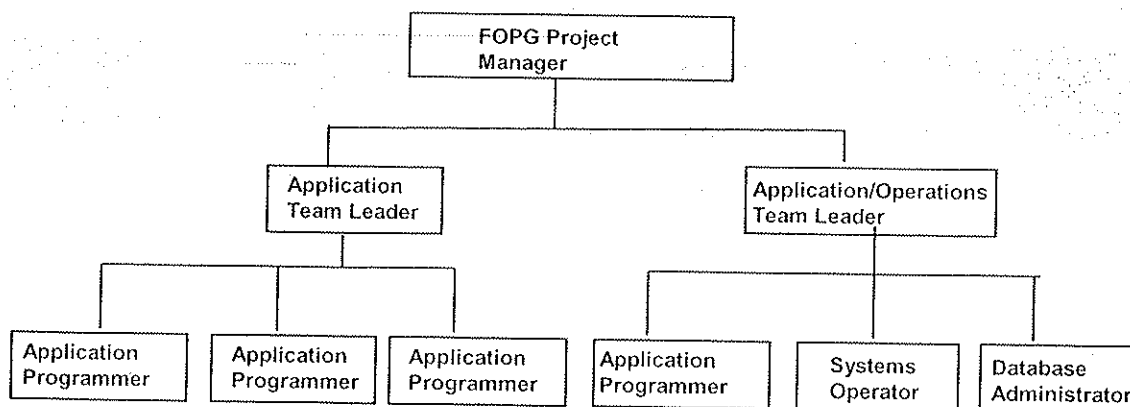 FOPG Project
Manager
Application
Team Leader
Application/Operations
Team Leader
Application
Programmer
Application
Programmer
Application
Programmer
Application
Programmer
Systems
Operator
Database
Administrator